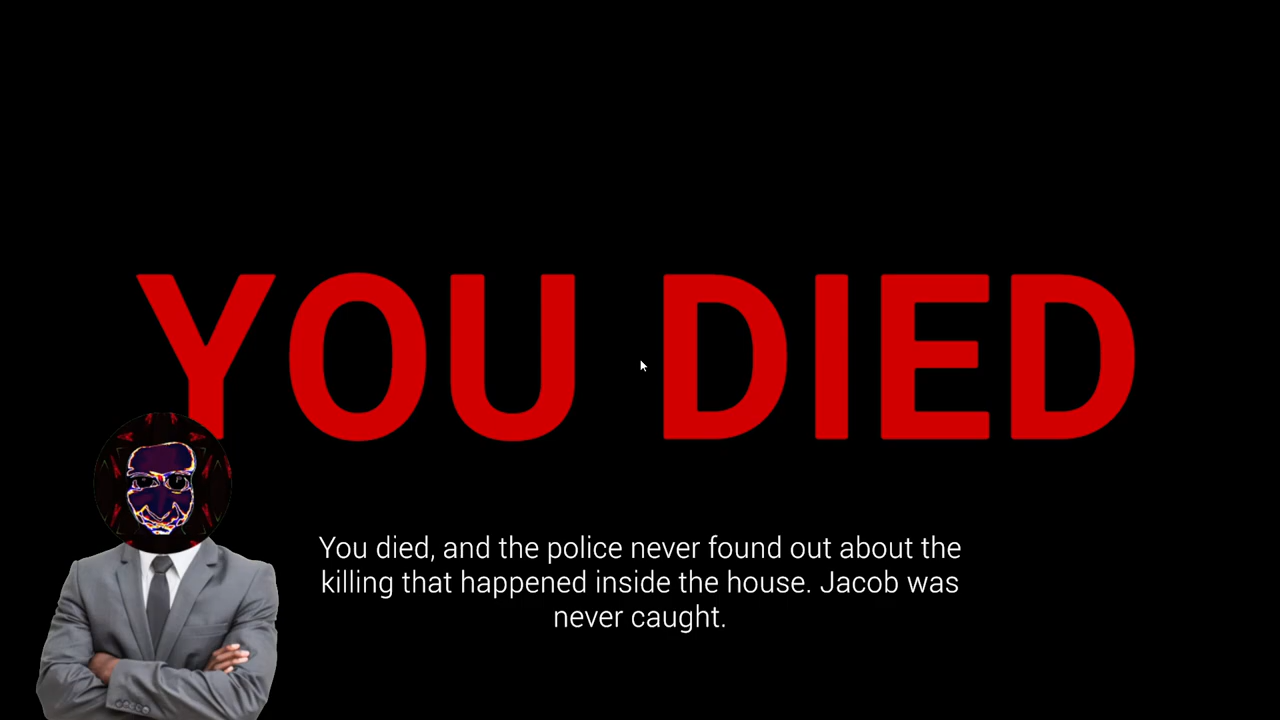 YOU DIED
You died, and the police never found out about the
killing that happened inside the house. Jacob was
never caught.